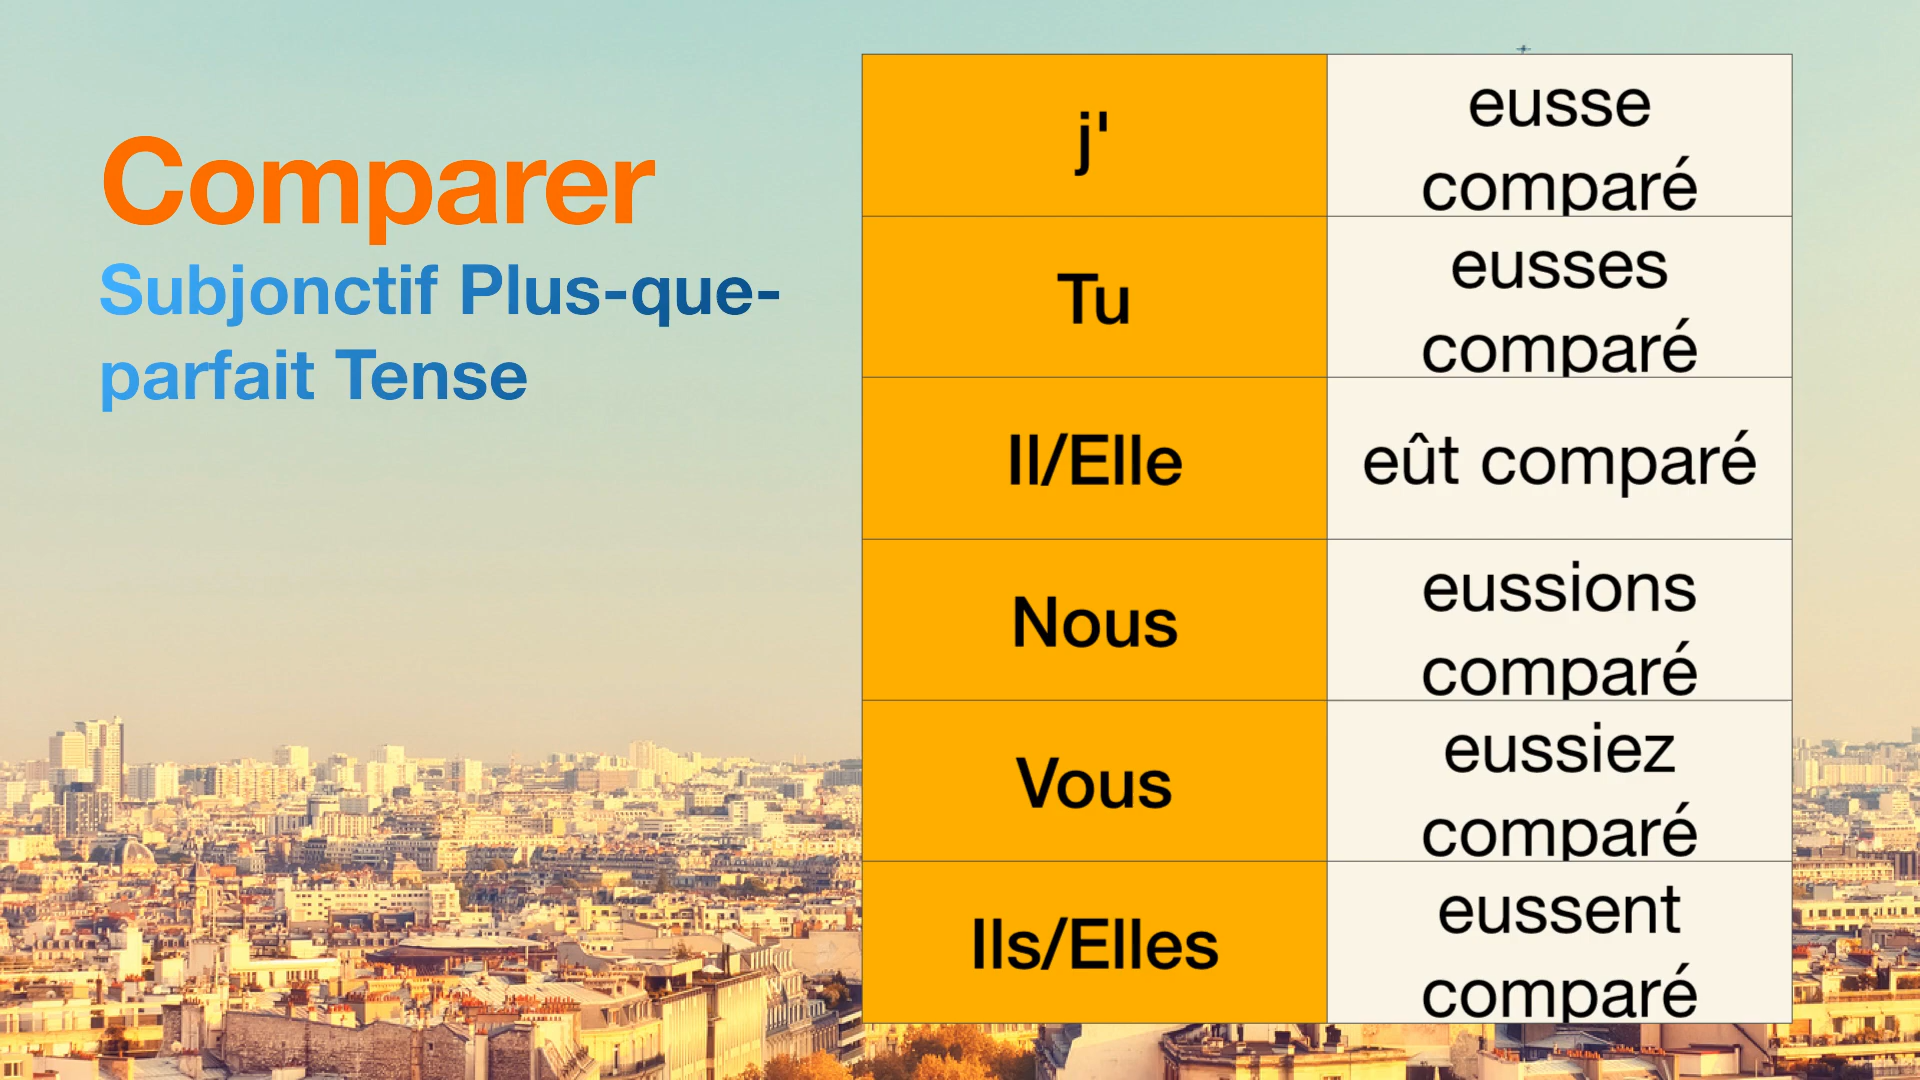 Comparer
Subjonctif Plus-que-
parfait Tense
j'
eusse
comparé
Tu
eusses
comparé
Il/Elle
eût comparé
Nous
eussions
comparé
Vous
eussiez
comparé
Ils/Elles
eussent
comparé